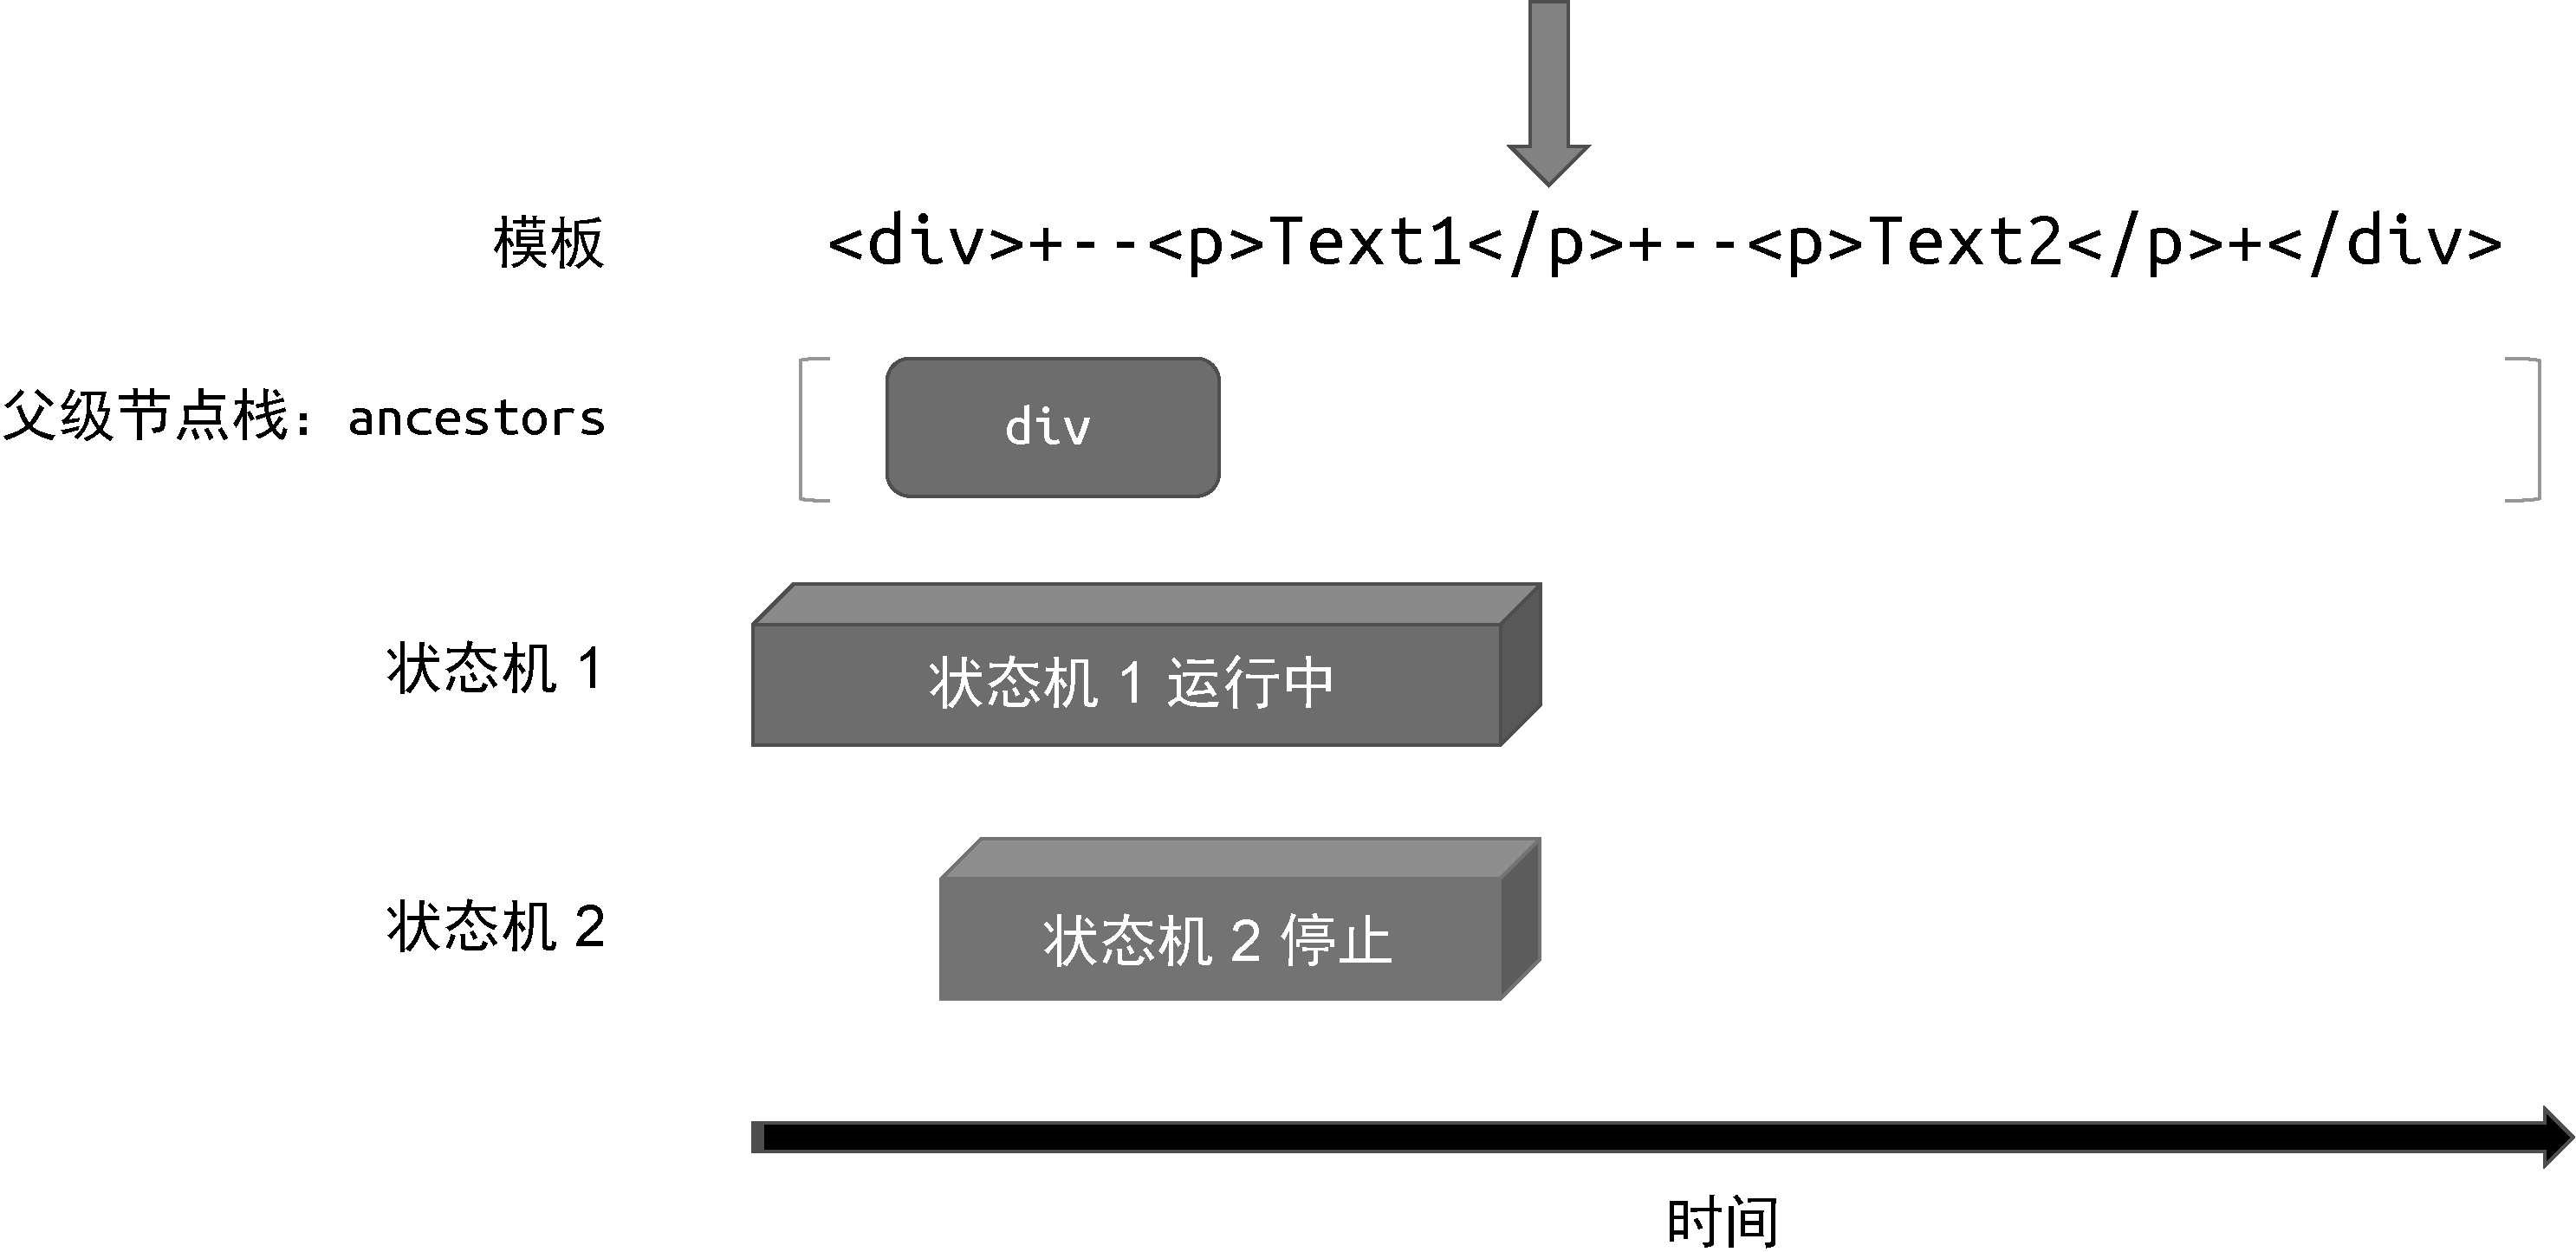 模板 <div>+--<p>Text1</p>+--<p>Text2</p>+</div>
父级节点栈：ancestors
div
状态机 1
状态机 1 运行中
状态机 2
状态机 2 停止
时间